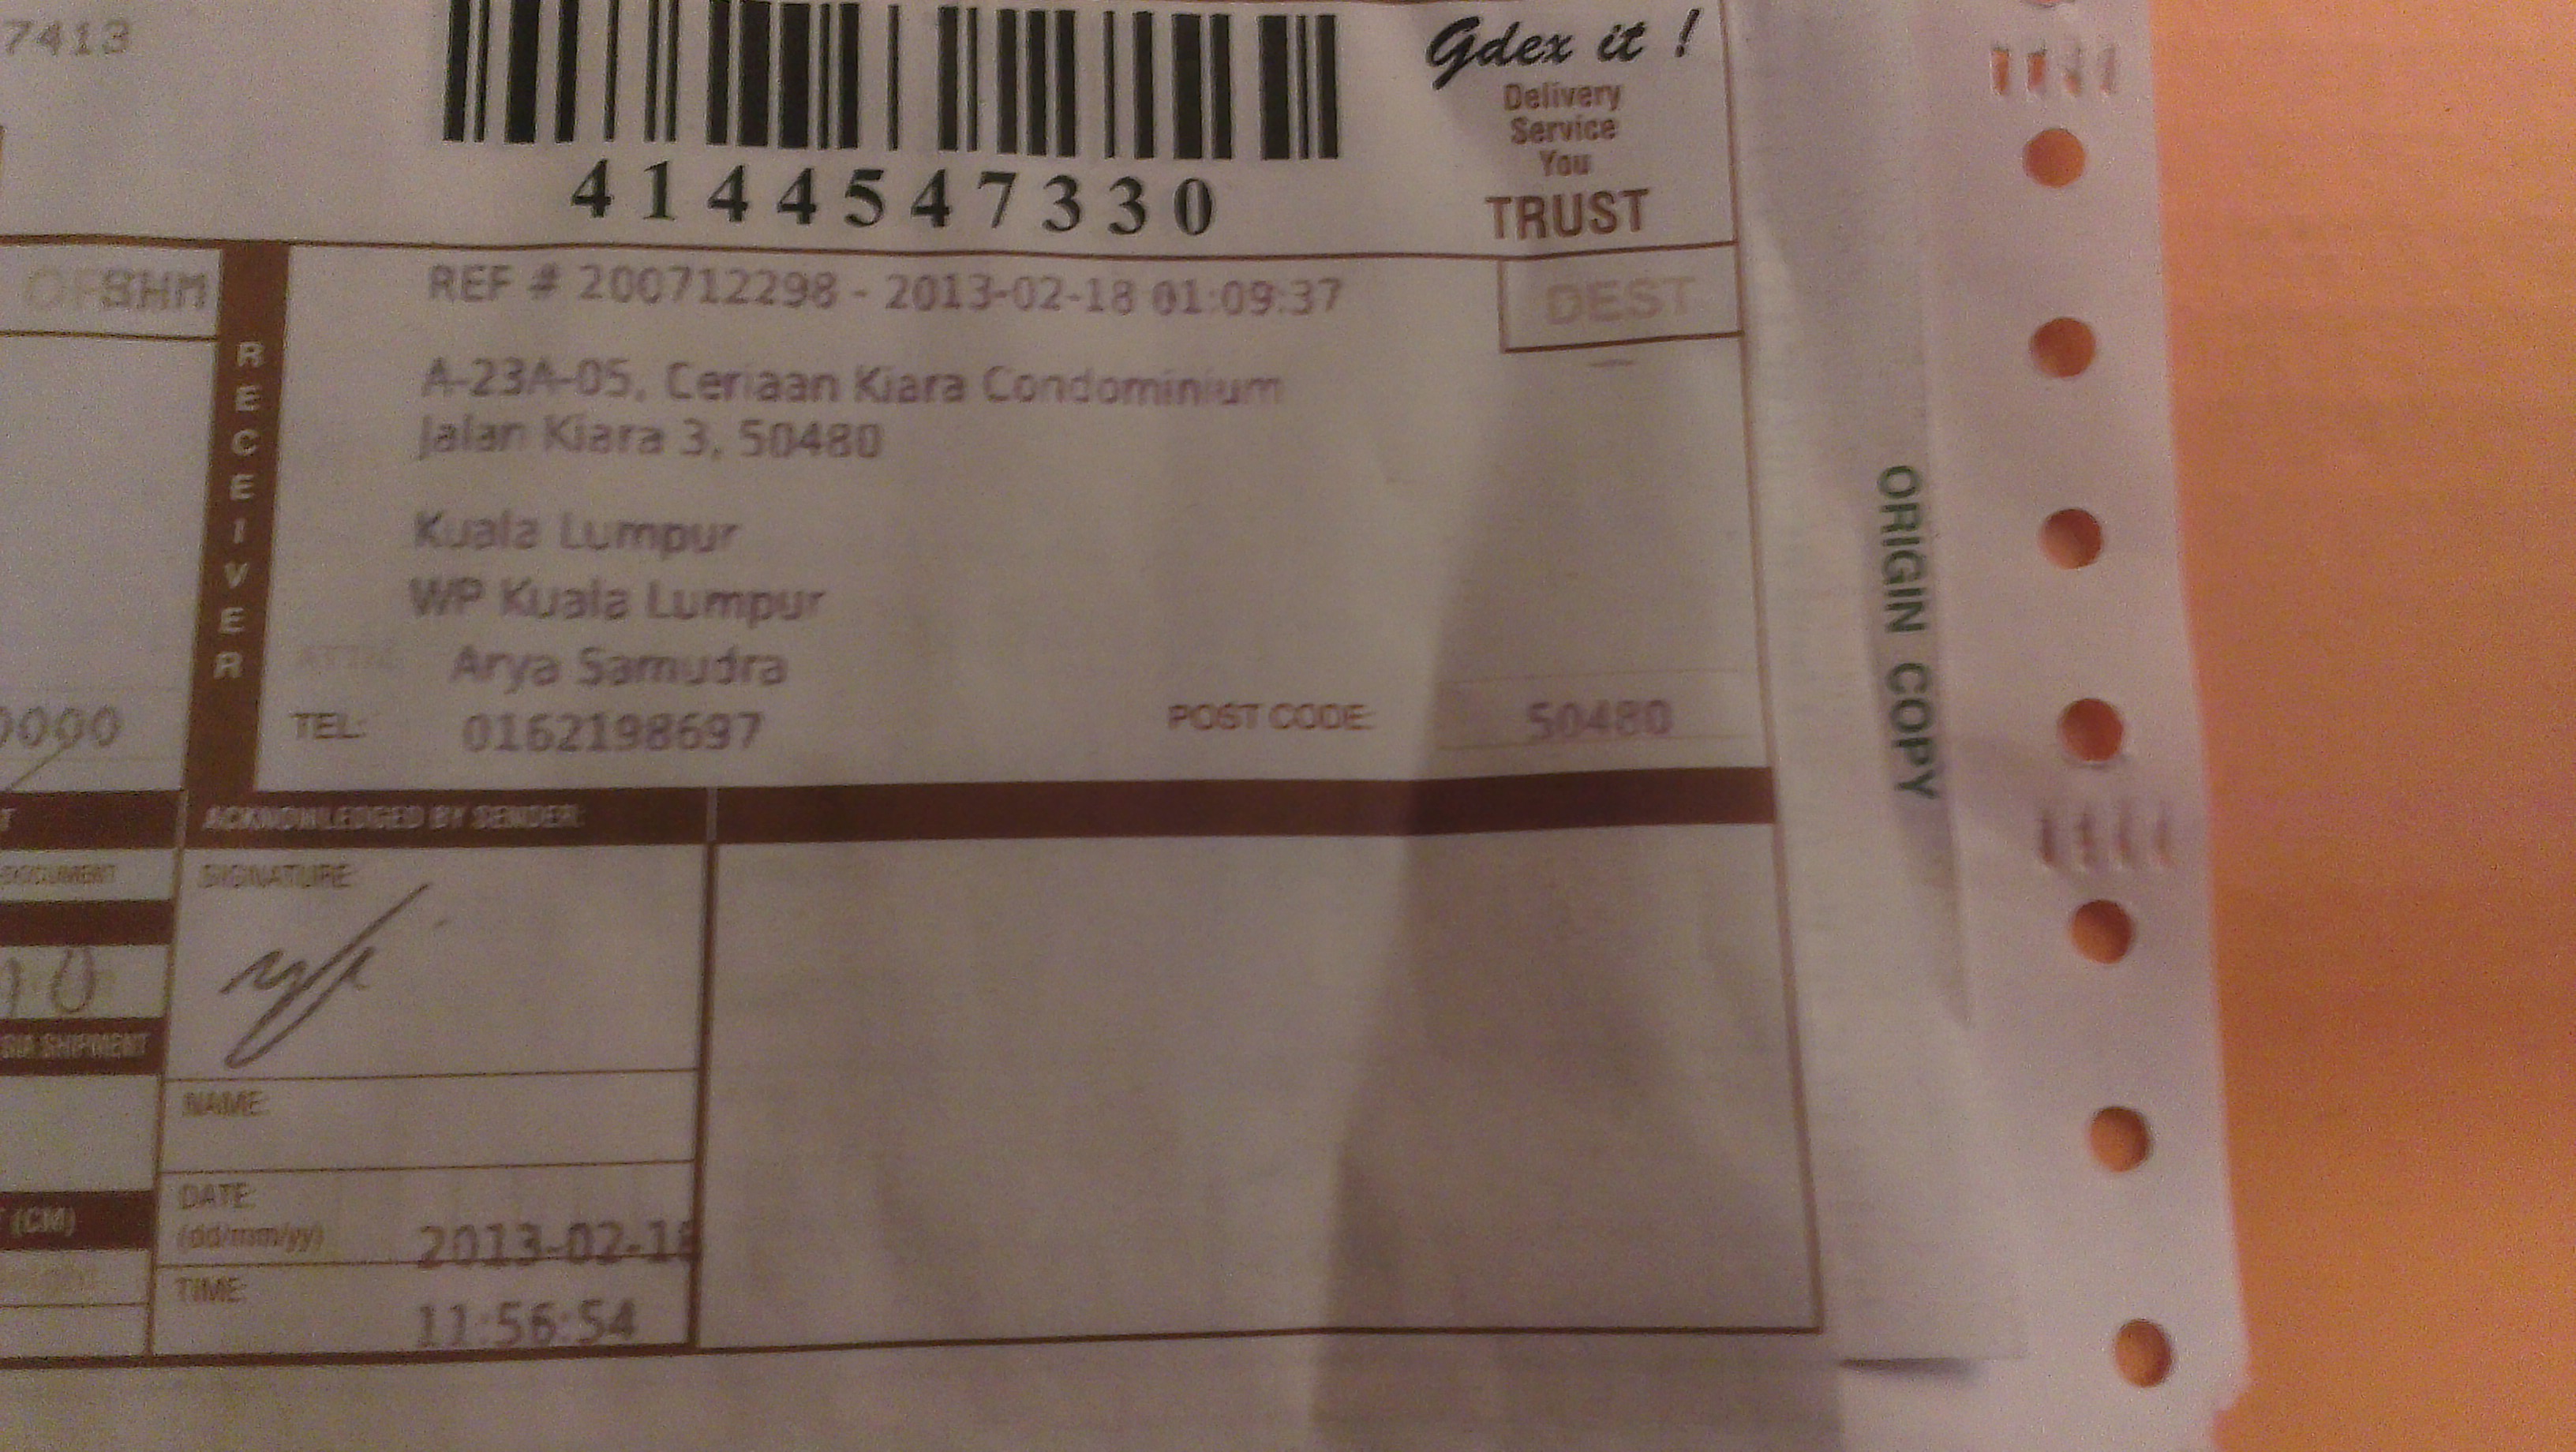 7413
Gdex it !
Delivery
Service
You
TRUST
4144547330
SHM
DEST
REF # 200712298 - 2013-02-18 01:09:37
A-23A-05, Ceriaan Kiara Condominium
Jalan Kiara 3, 50480
Kuala Lumpur
WP Kuala Lumpur
ATTN: Arya Samudra
TEL: 0162198697
POST CODE: 50480
RECEIVER
ORIGIN COPY
0000
ACKNOWLEDGED BY SENDER:
DOCUMENT
SIGNATURE:
SIA SHIPMENT
NAME:
DATE:
(dd/mm/yy) 2013-02-18
(CM)
TIME: 11:56:54